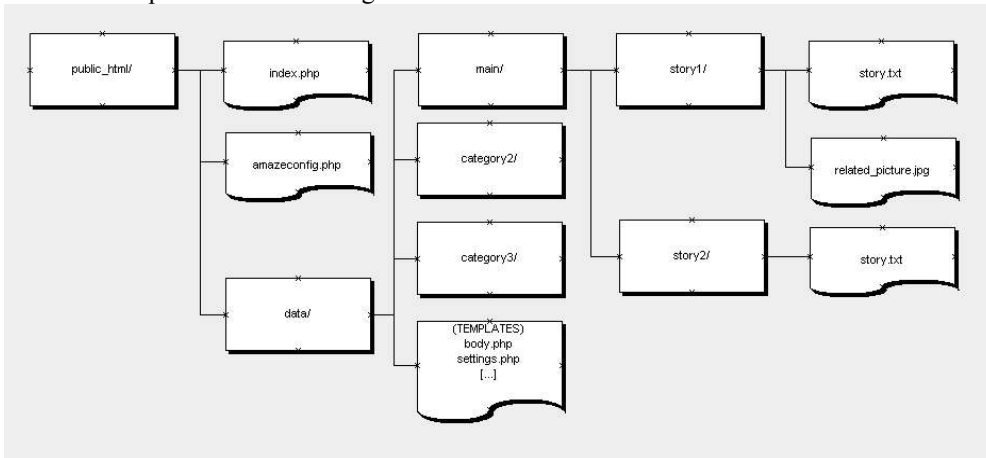 public_html/
index.php
main/
story1/
story.txt
amazeconfig.php
category2/
related_picture.jpg
category3/
story2/
story.txt
data/
(TEMPLATES)
body.php
settings.php
[...]